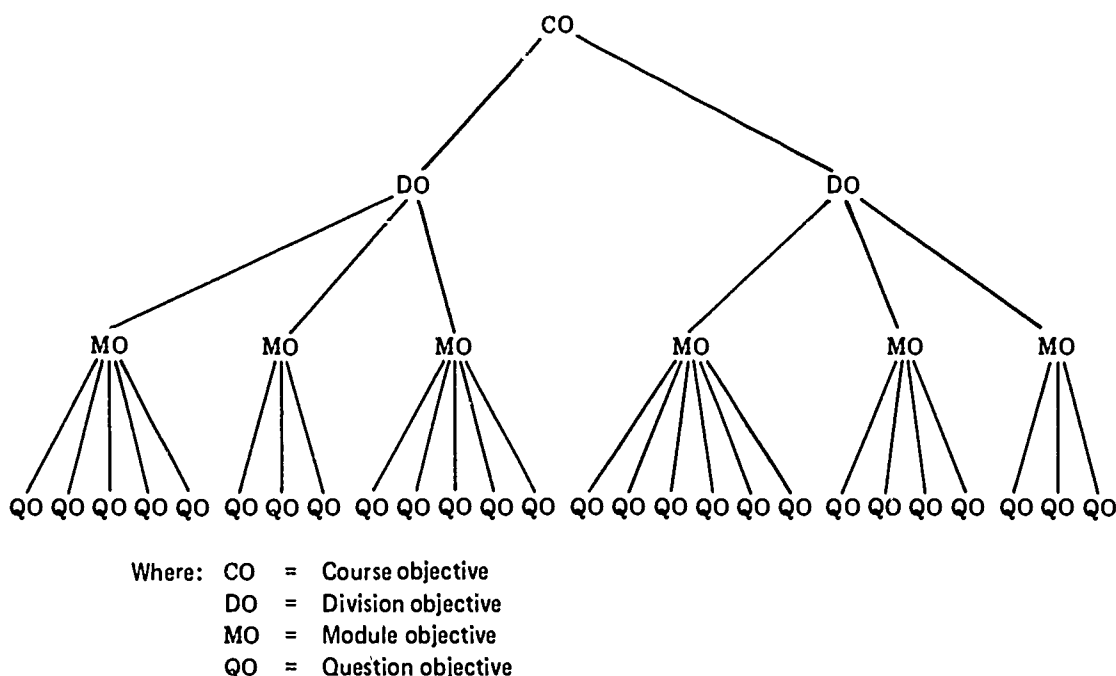 CO
DO DO
MO MO MO MO MO MO
QO QO QO QO QO QO QO QO QO QO QO QO QO QO QO QO QO QO QO QO QO QO QO QO QO QO
Where: CO = Course objective
DO = Division objective
MO = Module objective
QO = Question objective